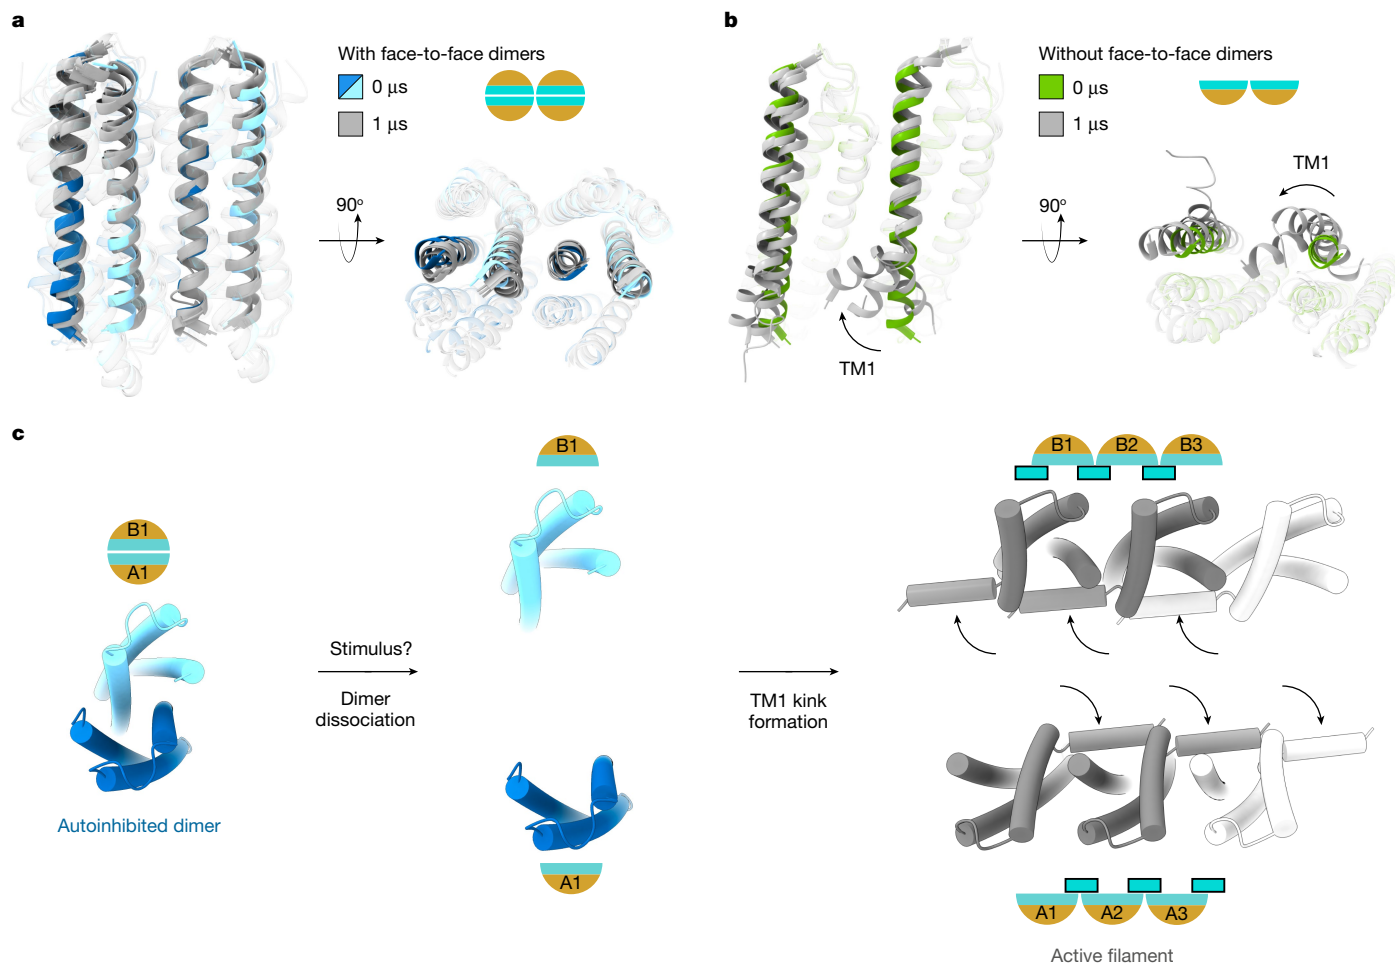 a
With face-to-face dimers
0 μs
1 μs
90°
b
Without face-to-face dimers
0 μs
1 μs
90°
TM1
TM1
c
B1
A1
Autoinhibited dimer
Stimulus?
Dimer
dissociation
B1
A1
TM1 kink
formation
B1 B2 B3
A1 A2 A3
Active filament